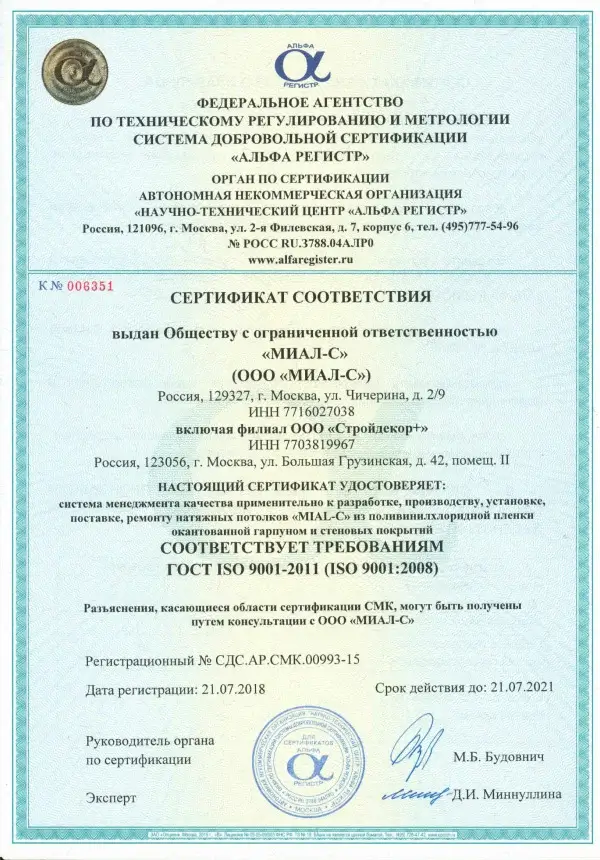 АЛЬФА
РЕГИСТР
ФЕДЕРАЛЬНОЕ АГЕНТСТВО
ПО ТЕХНИЧЕСКОМУ РЕГУЛИРОВАНИЮ И МЕТРОЛОГИИ
СИСТЕМА ДОБРОВОЛЬНОЙ СЕРТИФИКАЦИИ
«АЛЬФА РЕГИСТР»
ОРГАН ПО СЕРТИФИКАЦИИ
АВТОНОМНАЯ НЕКОММЕРЧЕСКАЯ ОРГАНИЗАЦИЯ
«НАУЧНО-ТЕХНИЧЕСКИЙ ЦЕНТР «АЛЬФА РЕГИСТР»
Россия, 121096, г. Москва, ул. 2-я Филевская, д. 7, корпус 6, тел. (495)777-54-96
№ РОСС RU.З788.04АЛР0
www.alfaregister.ru
К № 006351
СЕРТИФИКАТ СООТВЕТСТВИЯ
выдан Обществу с ограниченной ответственностью
«МИАЛ-С»
(ООО «МИАЛ-С»)
Россия, 129327, г. Москва, ул. Чичерина, д. 2/9
ИНН 7716027038
включая филиал ООО «Стройдекор+»
ИНН 7703819967
Россия, 123056, г. Москва, ул. Большая Грузинская, д. 42, помещ. II
НАСТОЯЩИЙ СЕРТИФИКАТ УДОСТОВЕРЯЕТ:
система менеджмента качества применительно к разработке, производству, установке,
поставке, ремонту натяжных потолков «MIAL-C» из поливинилхлоридной пленки
окантованной гарпуном и стеновых покрытий
СООТВЕТСТВУЕТ ТРЕБОВАНИЯМ
ГОСТ ISO 9001-2011 (ISO 9001:2008)
Разъяснения, касающиеся области сертификации СМК, могут быть получены
путем консультации с ООО «МИАЛ-С»
Регистрационный № СДС.АР.СМК.00993-15
Дата регистрации: 21.07.2018
Срок действия до: 21.07.2021
Руководитель органа
по сертификации
ДЛЯ
СЕРТИФИКАТОВ
АЛЬФА
РЕГИСТР
М.Б. Будовнич
Эксперт
Д.И. Миннуллина